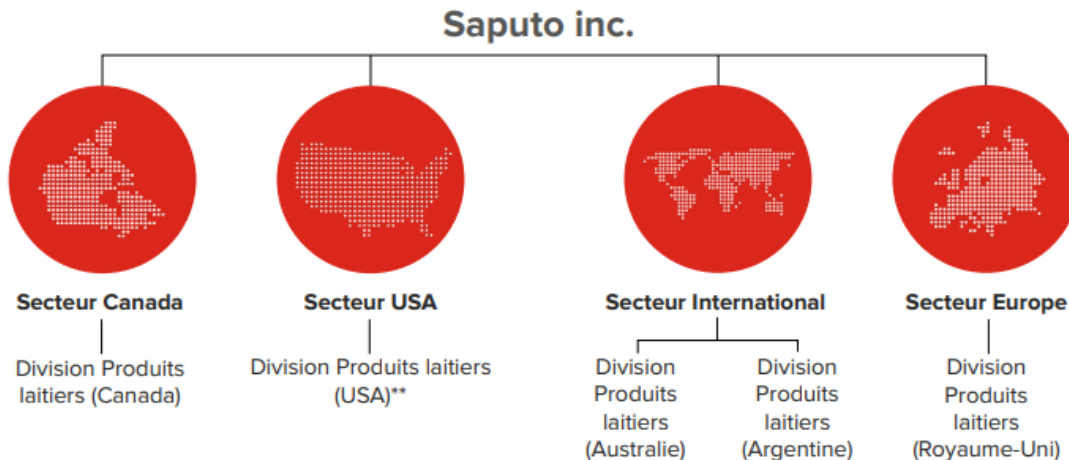 Saputo inc.
Secteur Canada
Secteur USA
Secteur International
Secteur Europe
Division Produits
laitiers (Canada)
Division Produits laitiers
(USA)**
Division
Produits
laitiers
(Australie)
Division
Produits
laitiers
(Argentine)
Division
Produits
laitiers
(Royaume-Uni)